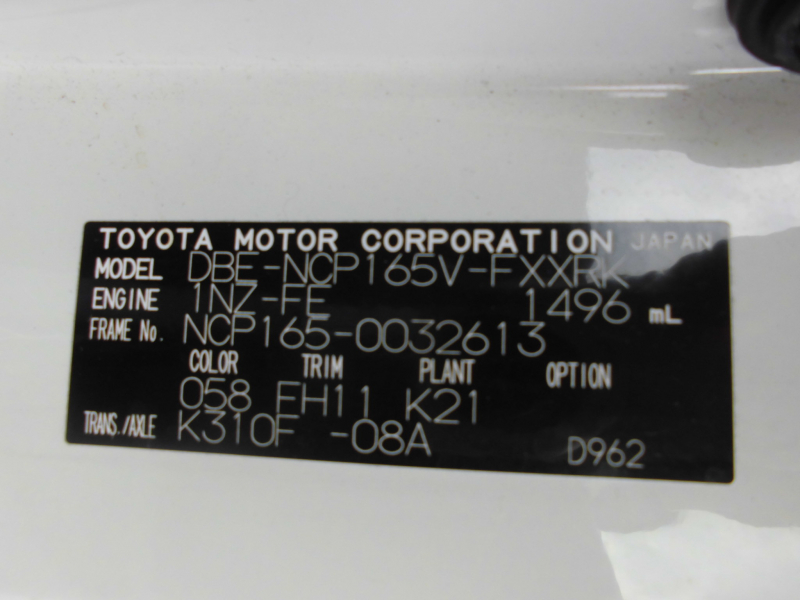 TOYOTA MOTOR CORPORATION JAPAN
MODEL DBE-NCP165V-FXXRK
ENGINE 1NZ-FE 1496 mL
FRAME No. NCP165-0032613
COLOR TRIM PLANT OPTION
058 FH11 K21
TRANS./AXLE K310F -08A D962